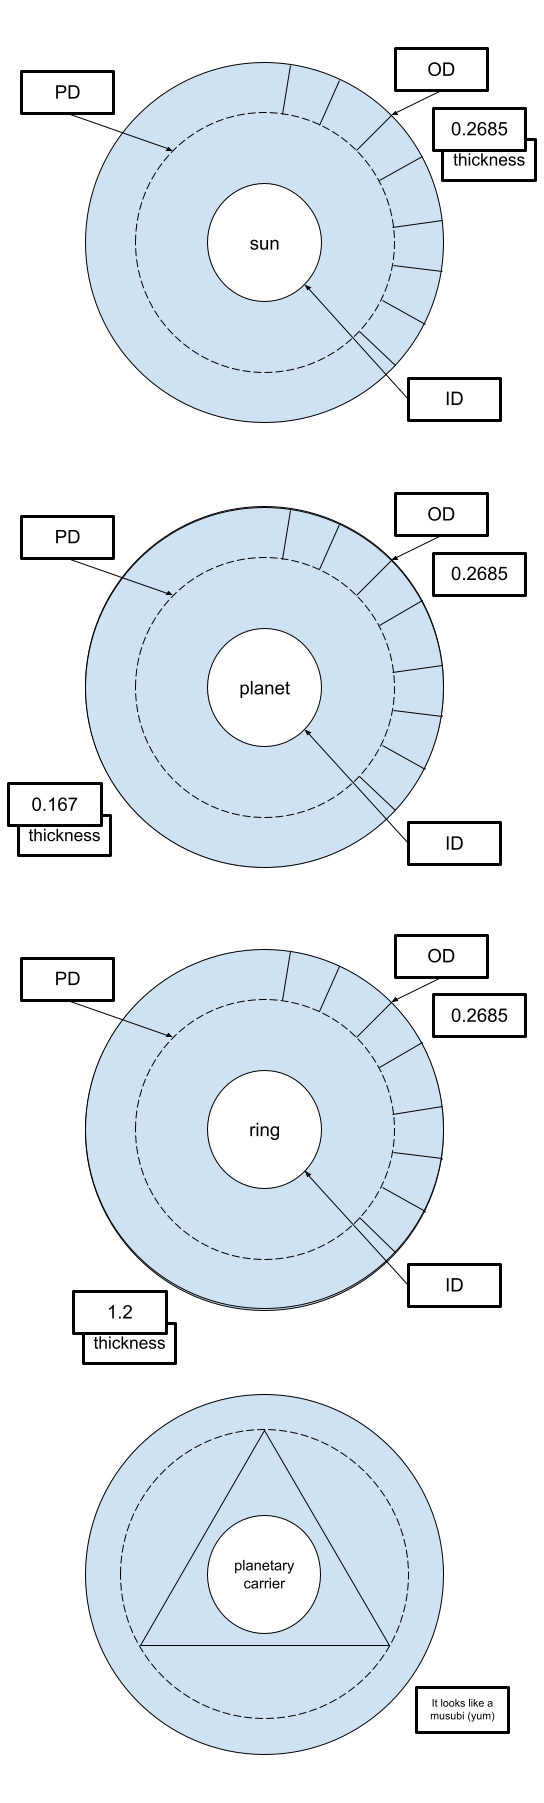 OD
PD
0.2685
thickness
sun
ID
OD
PD
0.2685
planet
0.167
thickness
ID
OD
PD
0.2685
ring
ID
1.2
thickness
planetary
carrier
It looks like a
musubi (yum)